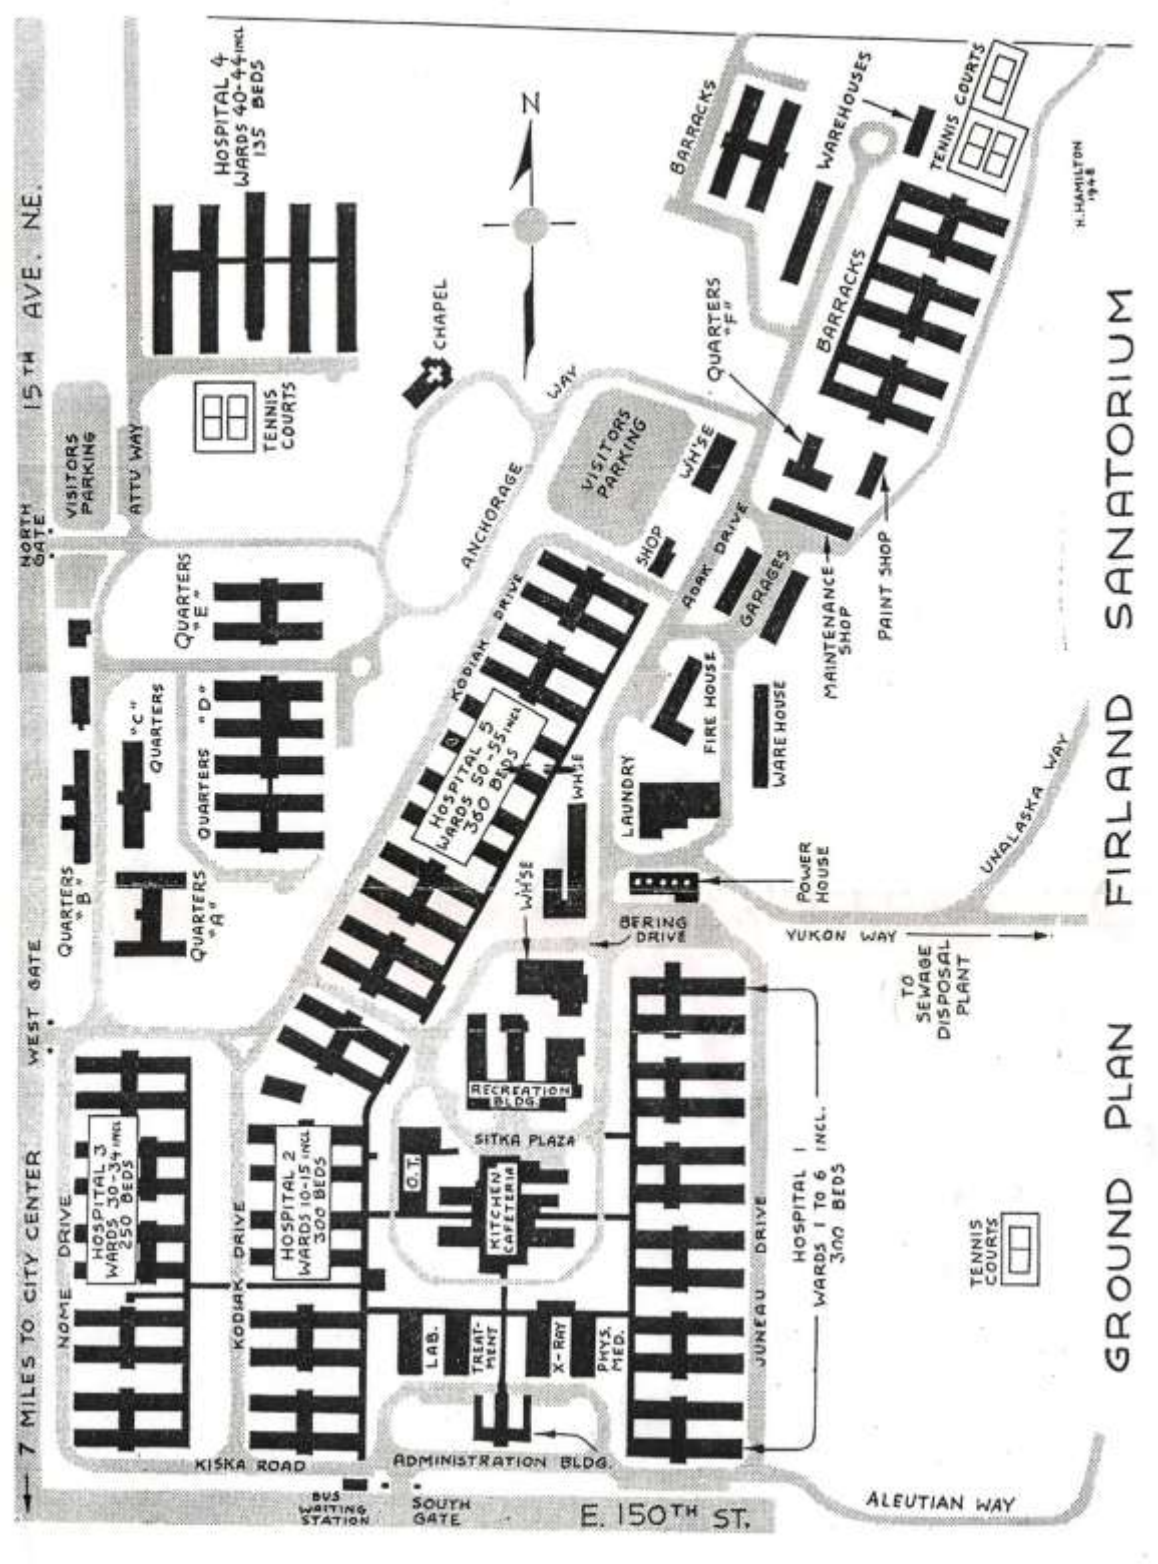 GROUND PLAN FIRLAND SANATORIUM
H. HAMILTON
1948
7 MILES TO CITY CENTER
WEST GATE
NORTH
GATE
15TH AVE. N.E.
N
HOSPITAL 4
WARDS 40-44 INCL
135 BEDS
VISITORS
PARKING
ATTU WAY
TENNIS
COURTS
CHAPEL
BARRACKS
WAREHOUSES
TENNIS COURTS
BARRACKS
QUARTERS
"F"
ANCHORAGE
WAY
VISITORS
PARKING
WH'SE
SHOP
ADAK DRIVE
GARAGES
MAINTENANCE
SHOP
PAINT SHOP
QUARTERS
"E"
QUARTERS "D"
"C"
QUARTERS
QUARTERS
"B"
QUARTERS
"A"
KODIAK DRIVE
HOSPITAL 5
WARDS 50-55 INCL
360 BEDS
WH'SE
WH'SE
FIRE HOUSE
WAREHOUSE
LAUNDRY
POWER
HOUSE
UNALASKA WAY
YUKON WAY
TO
SEWAGE
DISPOSAL
PLANT
BERING
DRIVE
RECREATION
BLDG.
SITKA PLAZA
O.T.
KITCHEN
CAFETERIA
HOSPITAL 3
WARDS 30-34 INCL
250 BEDS
NOME DRIVE
HOSPITAL 2
WARDS 10-15 INCL
300 BEDS
KODIAK DRIVE
HOSPITAL 1
WARDS 1 TO 6 INCL.
300 BEDS
JUNEAU DRIVE
LAB.
TREAT-
MENT
X-RAY
PHYS.
MED.
TENNIS
COURTS
KISKA ROAD
ADMINISTRATION BLDG.
BUS
WAITING
STATION
SOUTH
GATE
E. 150TH ST.
ALEUTIAN WAY